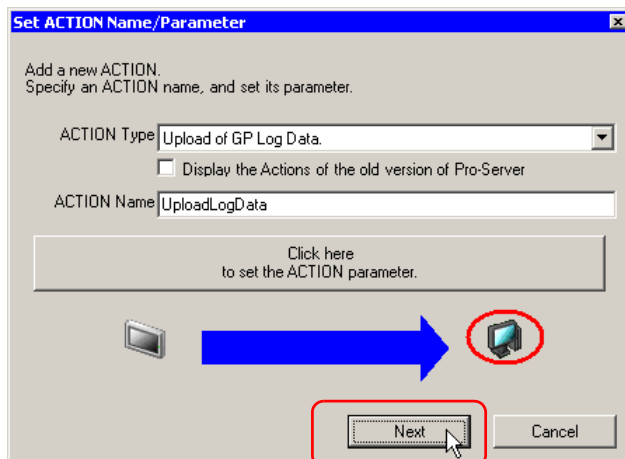 Set ACTION Name/Parameter
Add a new ACTION.
Specify an ACTION name, and set its parameter.
ACTION Type Upload of GP Log Data.
Display the Actions of the old version of Pro-Server
ACTION Name UploadLogData
Click here
to set the ACTION parameter.
Next Cancel